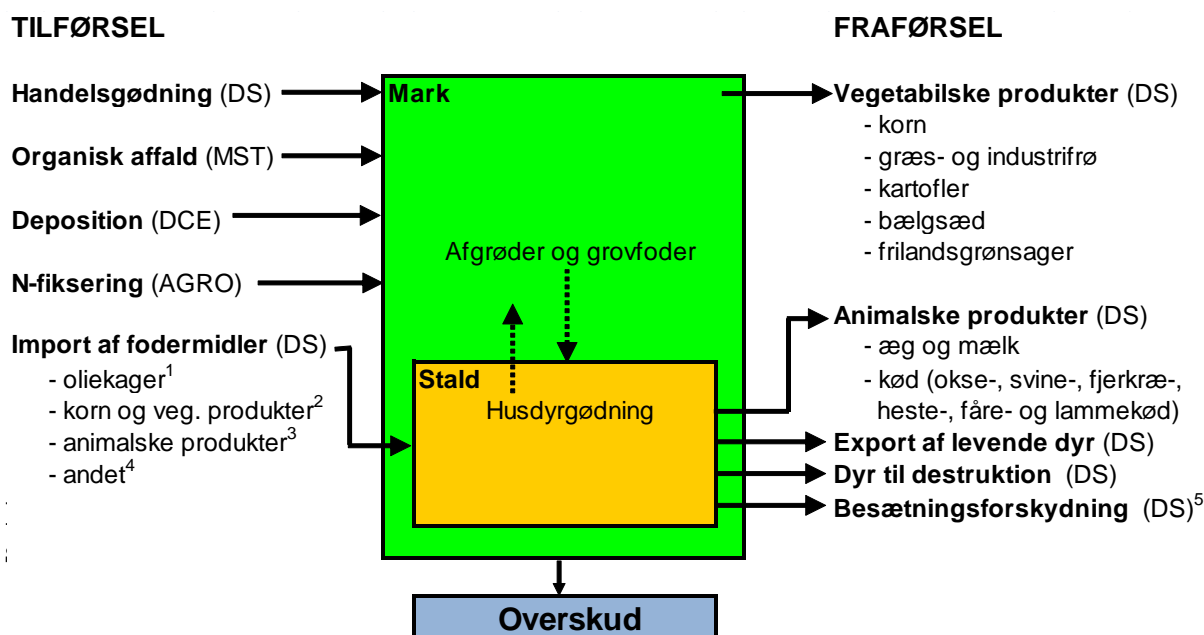 TILFØRSEL
Handelsgødning (DS)
Organisk affald (MST)
Deposition (DCE)
N-fiksering (AGRO)
Import af fodermidler (DS)
- oliekager1
- korn og veg. produkter2
- animalske produkter3
- andet4
Mark
Afgrøder og grovfoder
Stald
Husdyrgødning
Overskud
FRAFØRSEL
Vegetabilske produkter (DS)
- korn
- græs- og industrifrø
- kartofler
- bælgsæd
- frilandsgrønsager
Animalske produkter (DS)
- æg og mælk
- kød (okse-, svine-, fjerkræ-,
heste-, fåre- og lammekød)
Export af levende dyr (DS)
Dyr til destruktion (DS)
Besætningsforskydning (DS)5